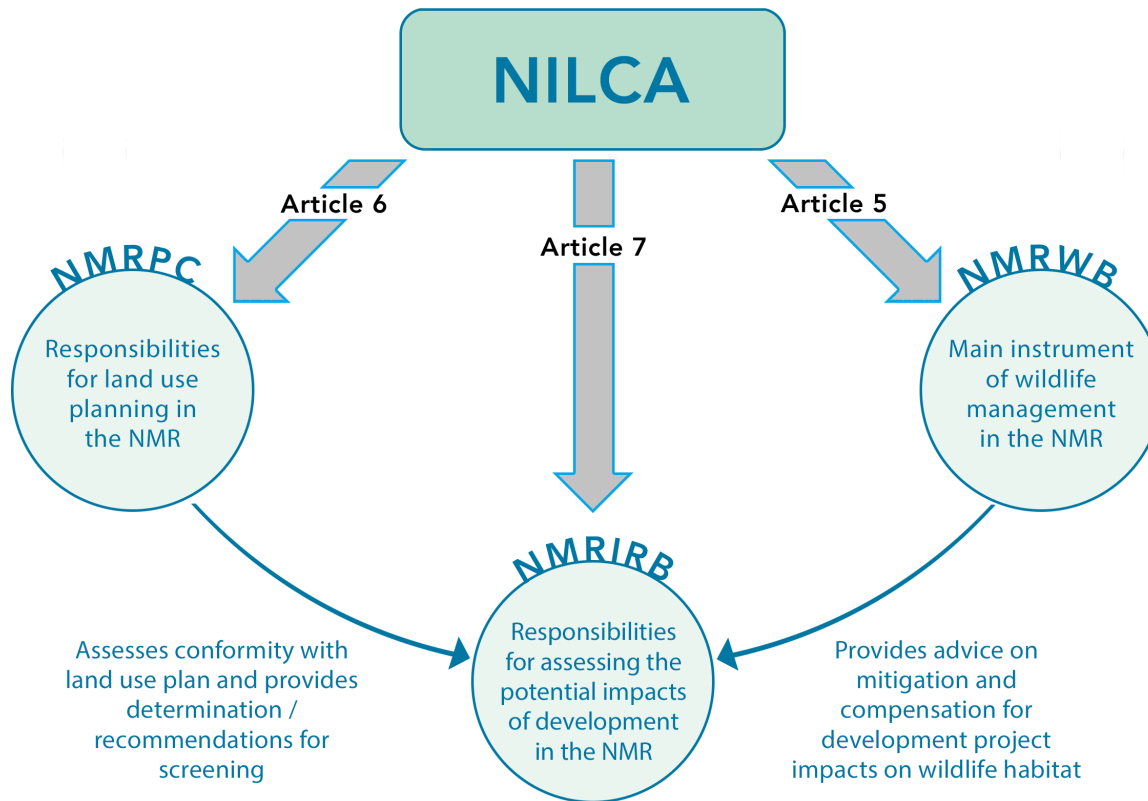 NILCA
Article 6
Article 7
Article 5
NMRPC
Responsibilities
for land use
planning in
the NMR
NMRWB
Main instrument
of wildlife
management
in the NMR
NMRIRB
Responsibilities
for assessing the
potential impacts
of development
in the NMR
Assesses conformity with
land use plan and provides
determination /
recommendations for
screening
Provides advice on
mitigation and
compensation for
development project
impacts on wildlife habitat